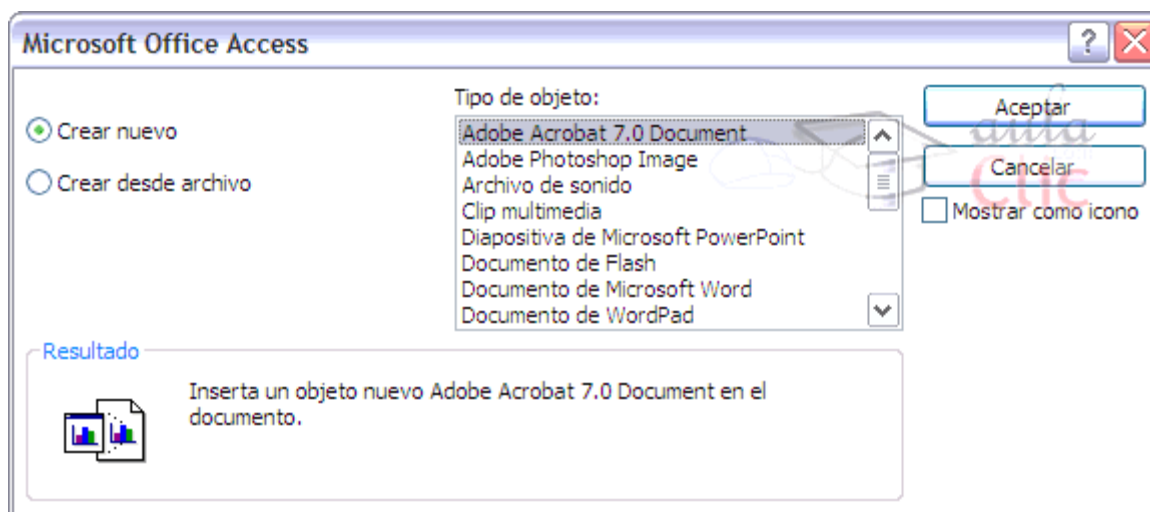 Microsoft Office Access
Crear nuevo
Crear desde archivo
Tipo de objeto:
Adobe Acrobat 7.0 Document
Adobe Photoshop Image
Archivo de sonido
Clip multimedia
Diapositiva de Microsoft PowerPoint
Documento de Flash
Documento de Microsoft Word
Documento de WordPad
Aceptar
Cancelar
Mostrar como icono
aula
Clic
Resultado
Inserta un objeto nuevo Adobe Acrobat 7.0 Document en el
documento.